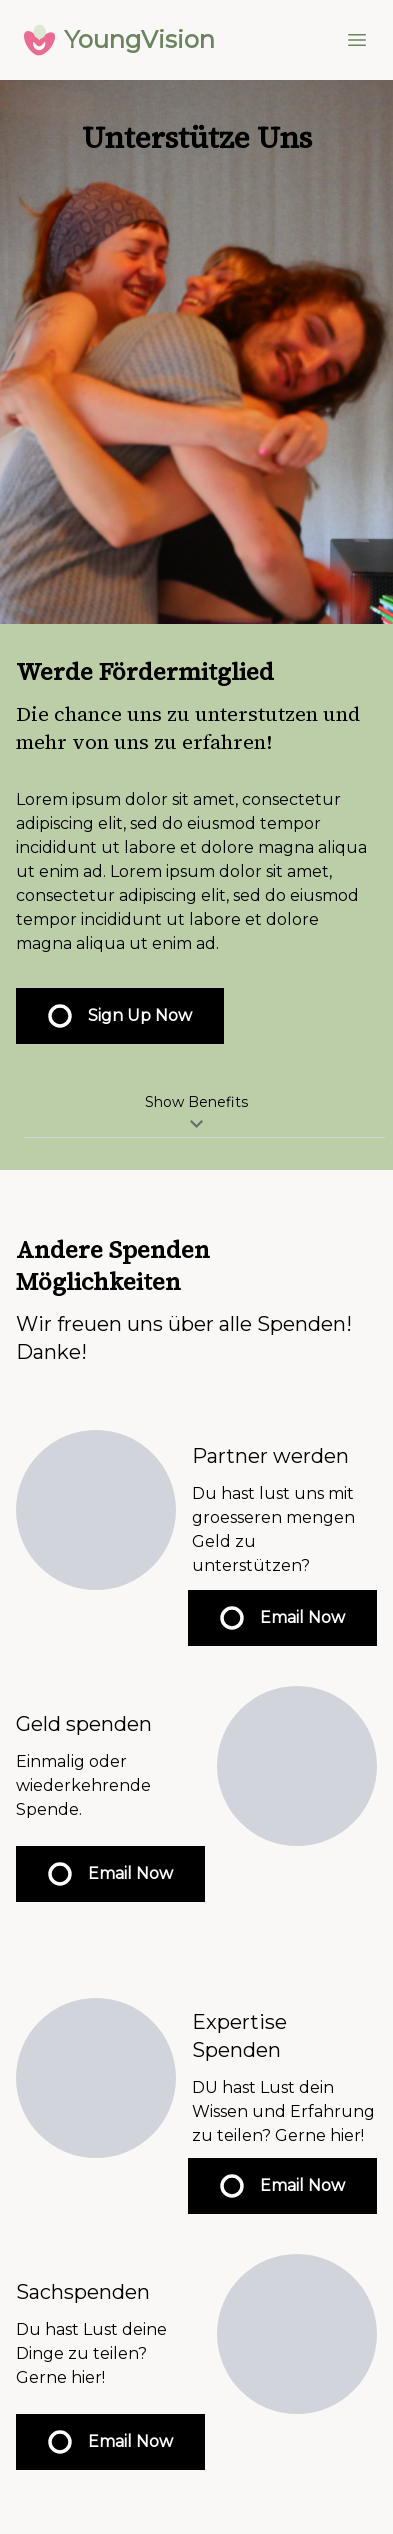 YoungVision
Unterstütze Uns
Werde Fördermitglied
Die chance uns zu unterstutzen und
mehr von uns zu erfahren!
Lorem ipsum dolor sit amet, consectetur
adipiscing elit, sed do eiusmod tempor
incididunt ut labore et dolore magna aliqua
ut enim ad. Lorem ipsum dolor sit amet,
consectetur adipiscing elit, sed do eiusmod
tempor incididunt ut labore et dolore
magna aliqua ut enim ad.
Sign Up Now
Show Benefits
Andere Spenden
Möglichkeiten
Wir freuen uns über alle Spenden!
Danke!
Partner werden
Du hast lust uns mit
groesseren mengen
Geld zu
unterstützen?
Email Now
Geld spenden
Einmalig oder
wiederkehrende
Spende.
Email Now
Expertise
Spenden
DU hast Lust dein
Wissen und Erfahrung
zu teilen? Gerne hier!
Email Now
Sachspenden
Du hast Lust deine
Dinge zu teilen?
Gerne hier!
Email Now